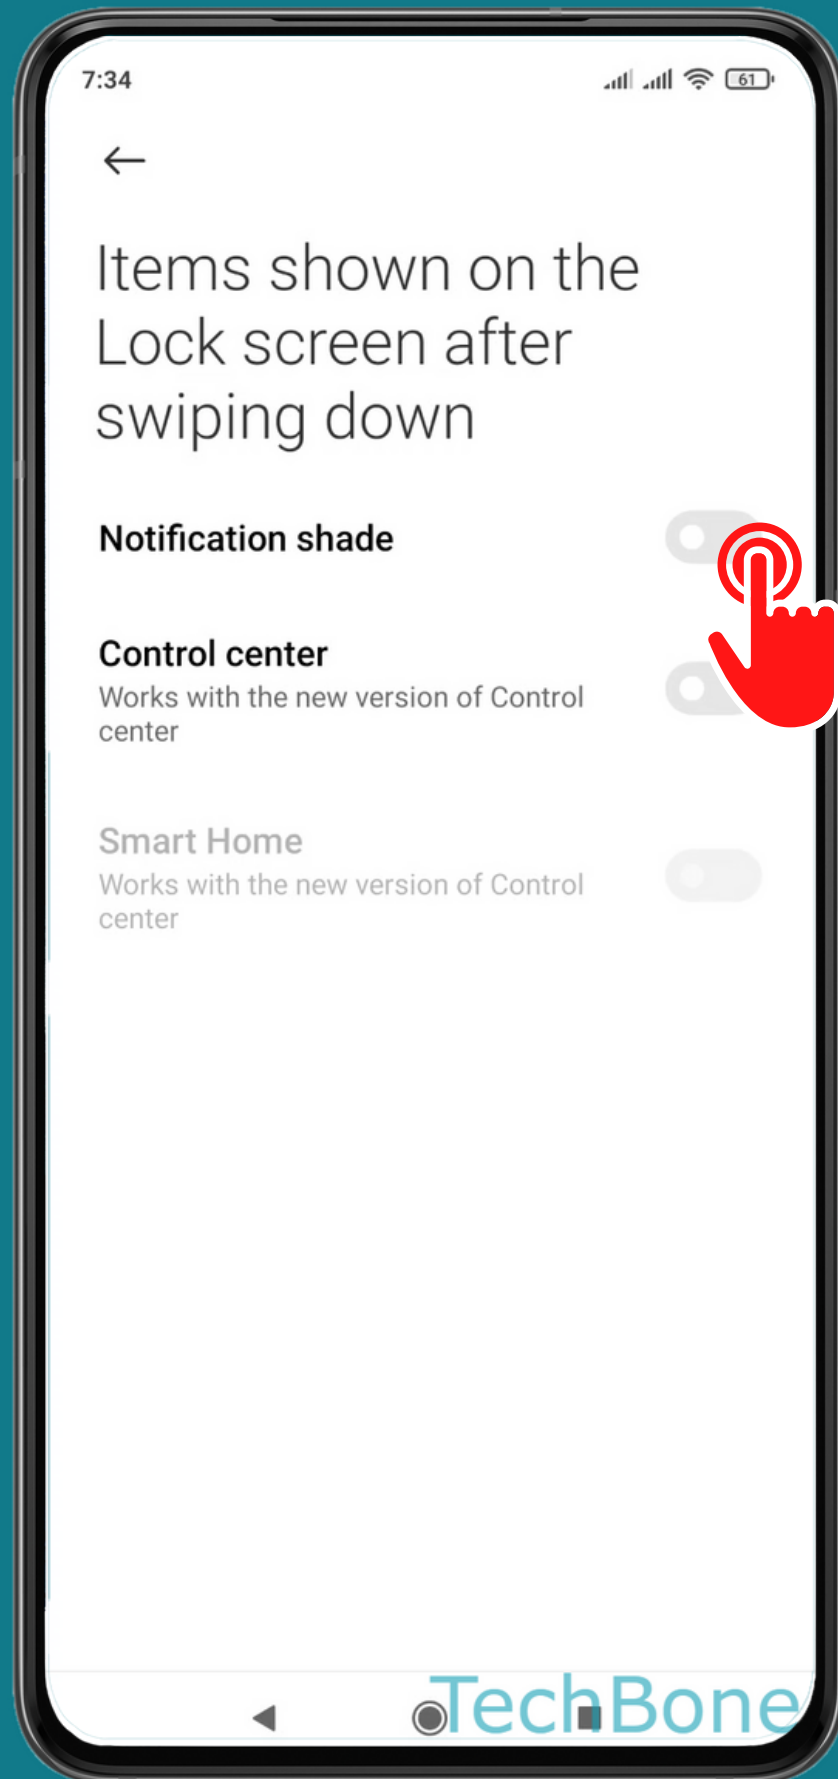 7:34
61
Items shown on the
Lock screen after
swiping down
Notification shade
Control center
Works with the new version of Control
center
Smart Home
Works with the new version of Control
center
TechBone